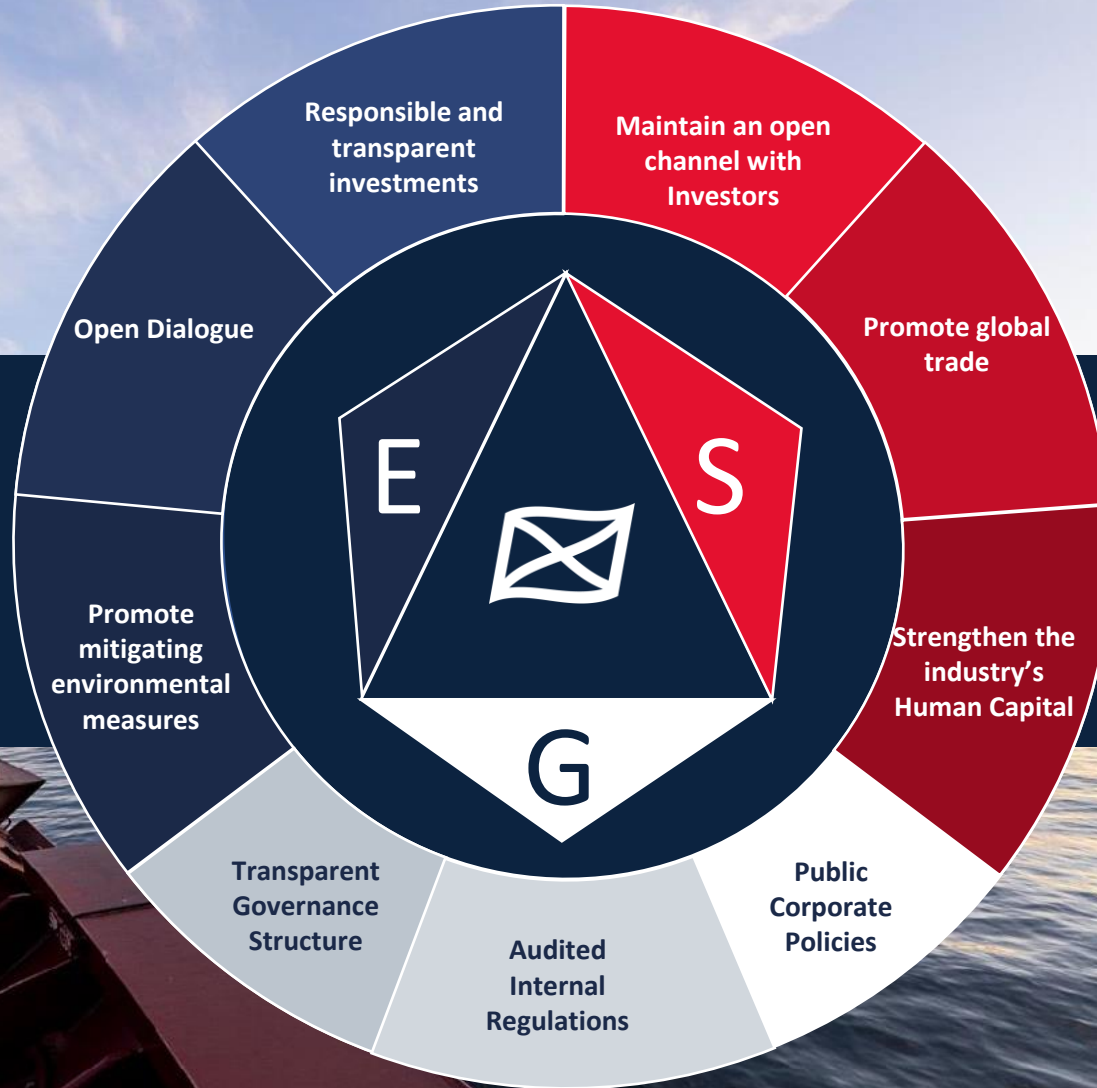 Responsible and
transparent
investments
Maintain an open
channel with
Investors
Open Dialogue
Promote global
trade
E
S
Promote
mitigating
environmental
measures
Strengthen the
industry’s
Human Capital
G
Transparent
Governance
Structure
Audited
Internal
Regulations
Public
Corporate
Policies